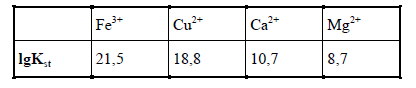 Fe³⁺ Cu²⁺ Ca²⁺ Mg²⁺
lgKₛₜ 21,5 18,8 10,7 8,7